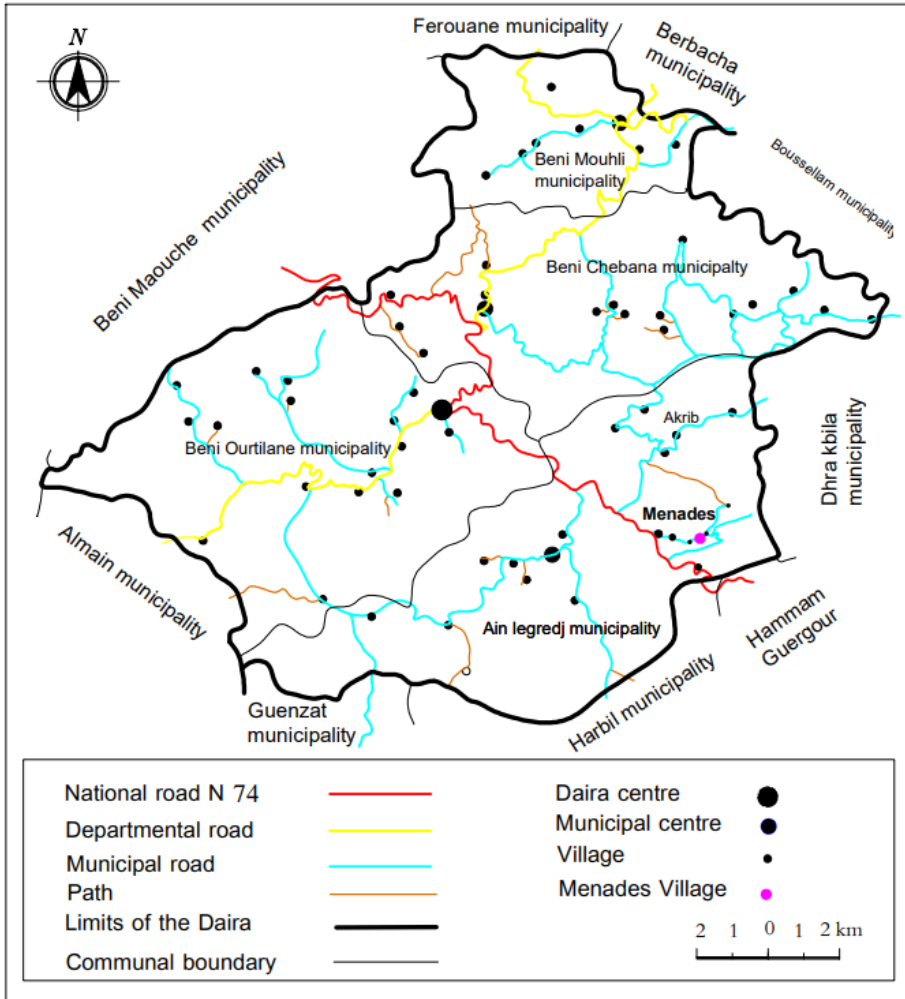 Ferouane municipality
Berbacha
municipality
N
Boussellam municipality
Beni Mouhli
municipality
Beni Maouche municipality
Beni Chebana municipalty
Akrib
Dhra kbila
municipality
Beni Ourtilane municipality
Menades
Almain municipality
Ain legredj municipality
Hammam
Guergour
Harbil municipality
Guenzat
municipality
National road N 74
Departmental road
Municipal road
Path
Limits of the Daira
Communal boundary
Daira centre
Municipal centre
Village
Menades Village
2 1 0 1 2 km